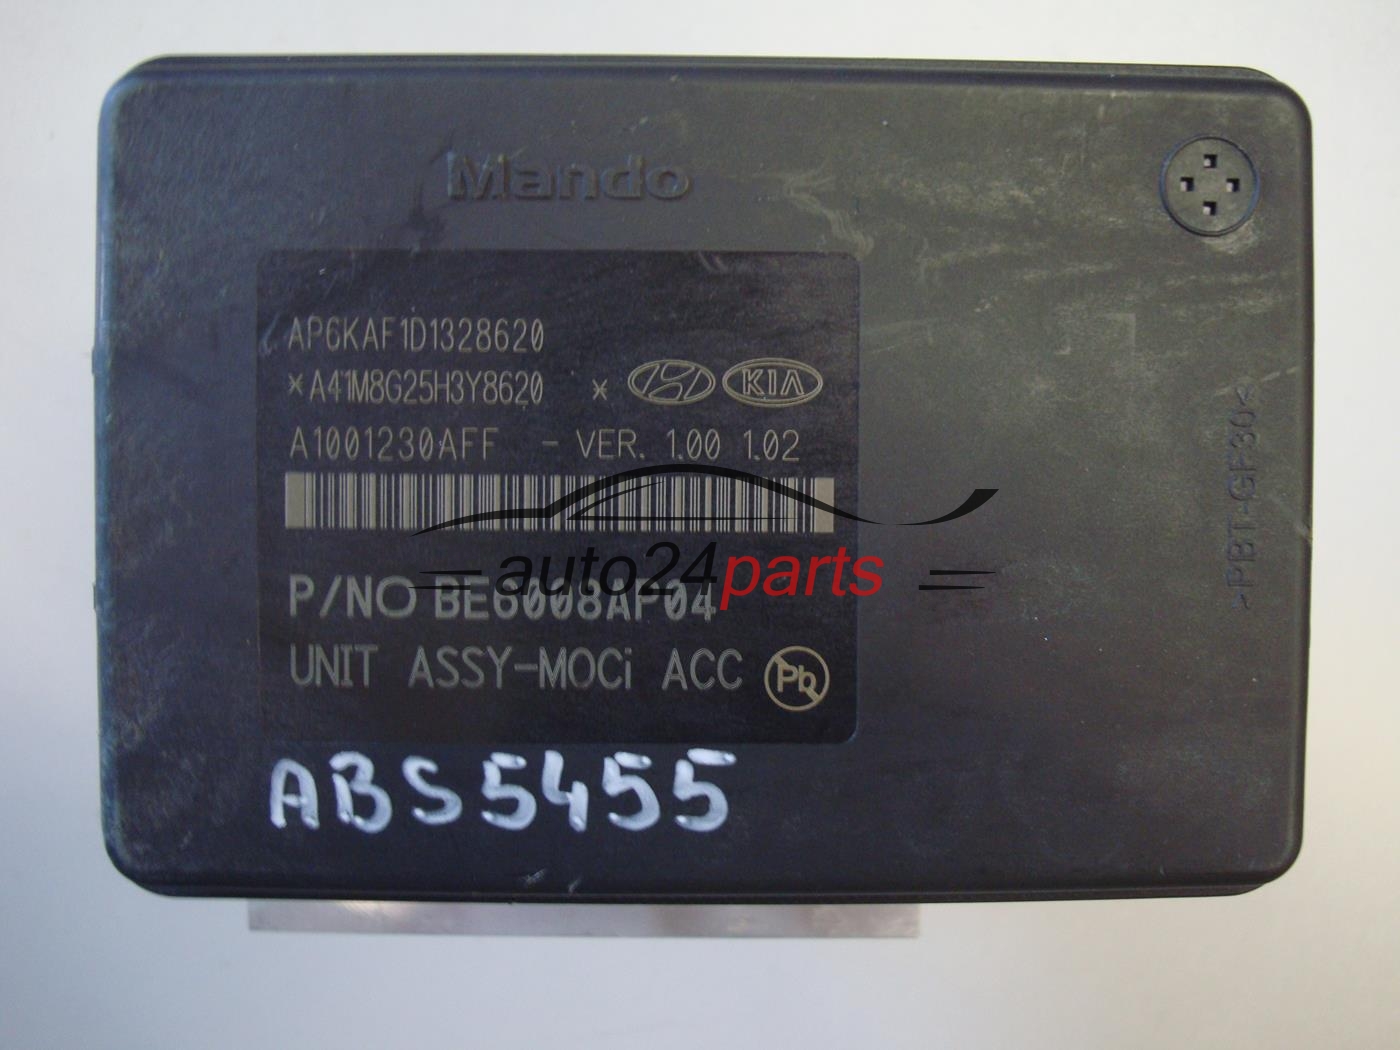 Mando
AP6KAF1D1328620
*A41M8G25H3Y8620 *
KIA
A1001230AFF - VER. 1.00 1.02
auto24parts
P/NO BE6008AP04
UNIT ASSY-MOCi ACC
Pb
ABS5455
>PBT-GF30<